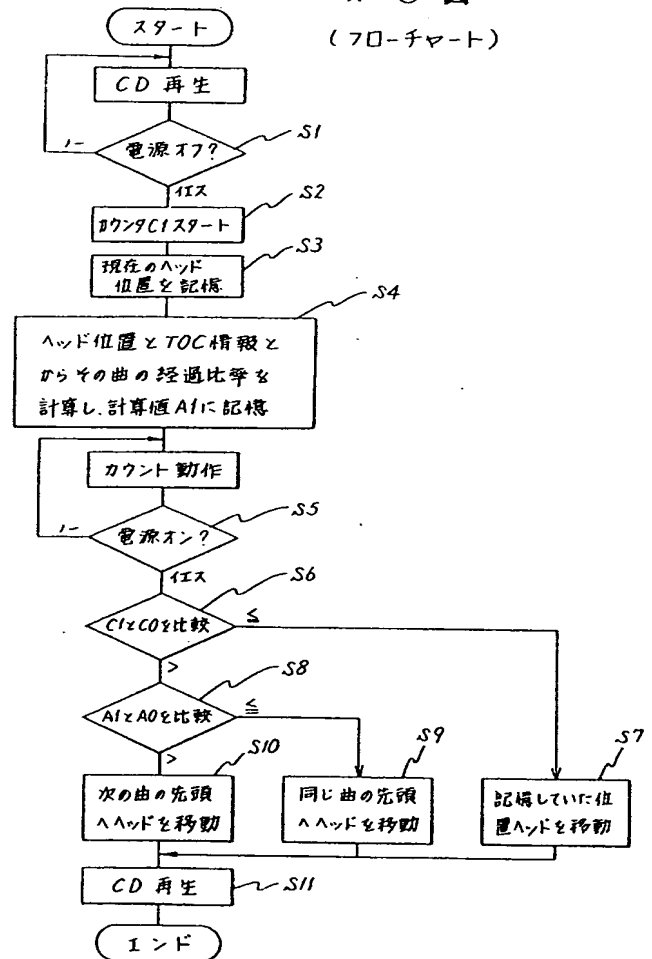 (フローチャート)
スタート
CD 再生
電源オフ?
S1
ノー
イエス
S2
カウンタC1スタート
S3
現在のヘッド
位置を記憶
S4
ヘッド位置とTOC情報と
からその曲の経過比率を
計算し、計算値A1に記憶
カウント動作
電源オン?
S5
ノー
イエス
S6
C1とC0を比較
≦
>
S8
A1とA0を比較
≦
>
S10
次の曲の先頭
へヘッドを移動
S9
同じ曲の先頭
へヘッドを移動
S7
記憶していた位
置ヘッドを移動
CD 再生
S11
エンド